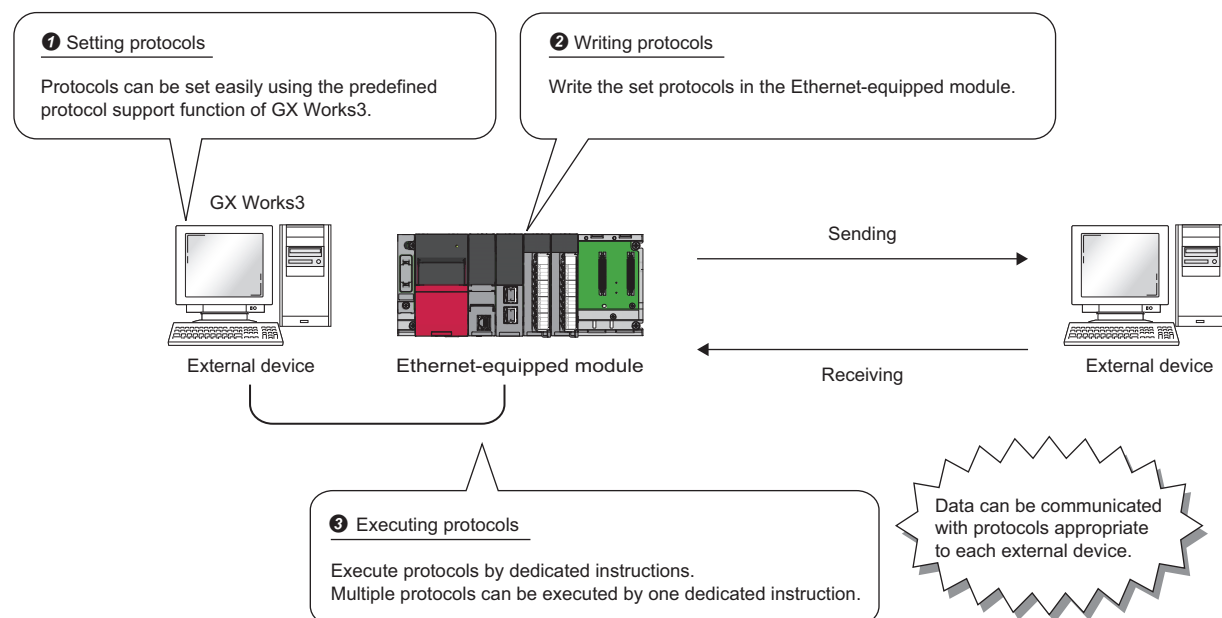 ❶ Setting protocols
Protocols can be set easily using the predefined
protocol support function of GX Works3.
❷ Writing protocols
Write the set protocols in the Ethernet-equipped module.
GX Works3
Sending
Receiving
External device
Ethernet-equipped module
External device
❸ Executing protocols
Execute protocols by dedicated instructions.
Multiple protocols can be executed by one dedicated instruction.
Data can be communicated
with protocols appropriate
to each external device.